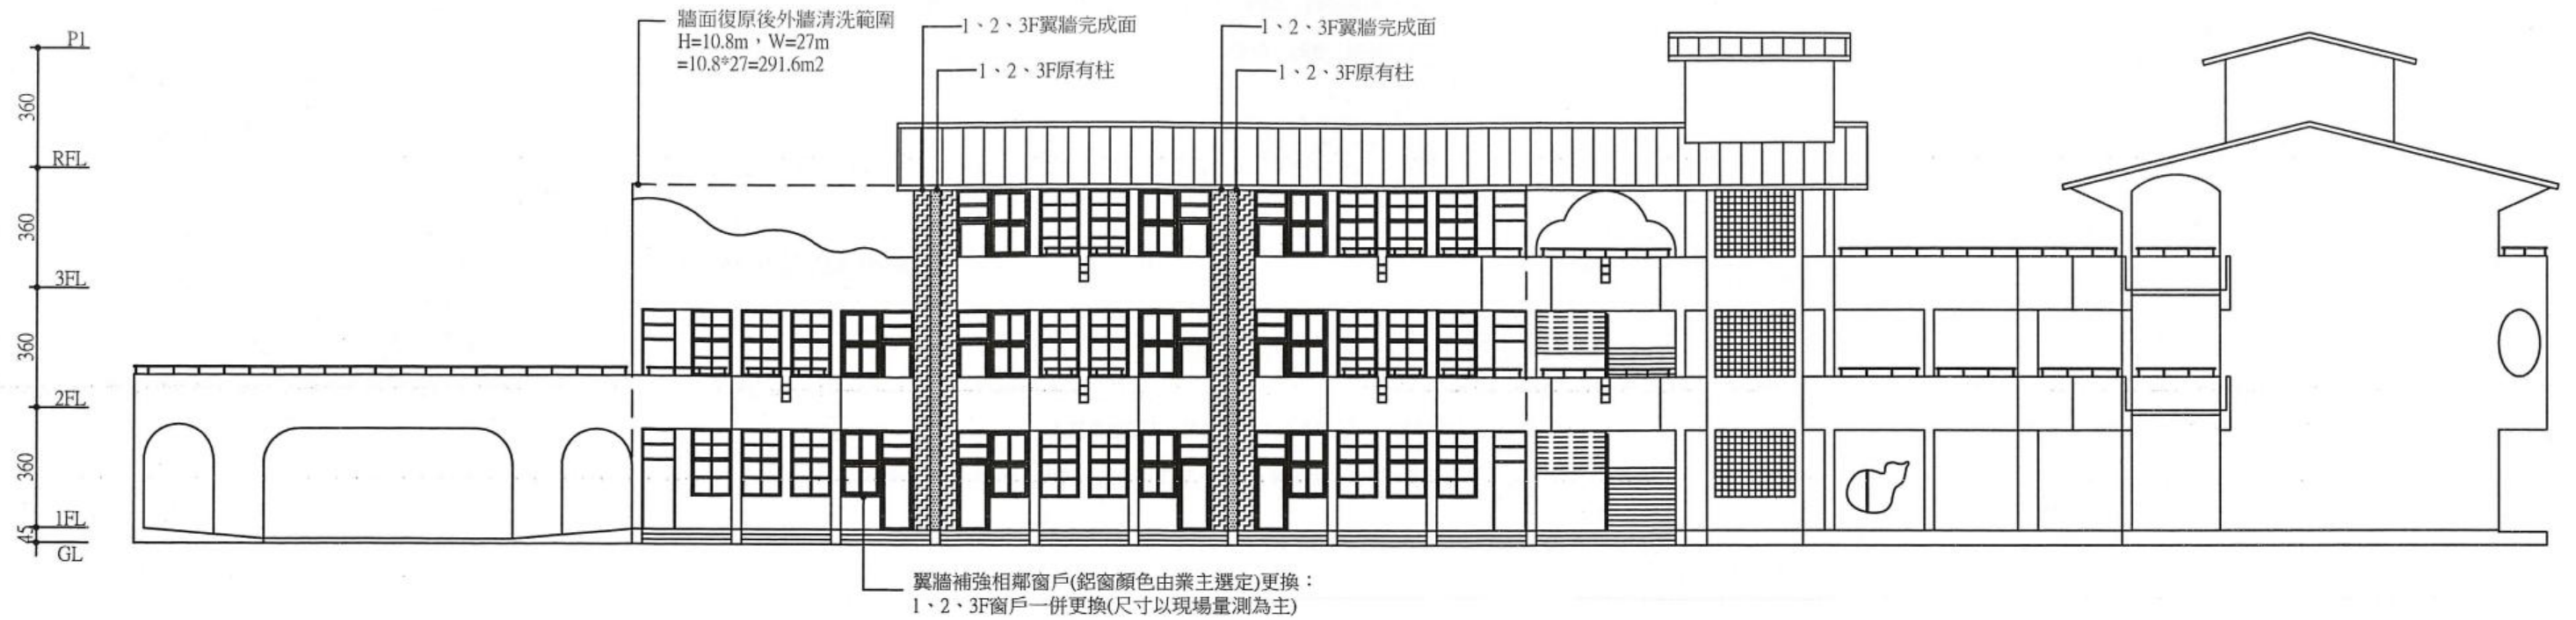 牆面復原後外牆清洗範圍
H=10.8m，W=27m
=10.8*27=291.6m2
1、2、3F翼牆完成面
1、2、3F原有柱
1、2、3F翼牆完成面
1、2、3F原有柱
P1
360
RFL
360
3FL
360
2FL
360
1FL
45
GL
翼牆補強相鄰窗戶(鋁窗顏色由業主選定)更換：
1、2、3F窗戶一併更換(尺寸以現場量測為主)